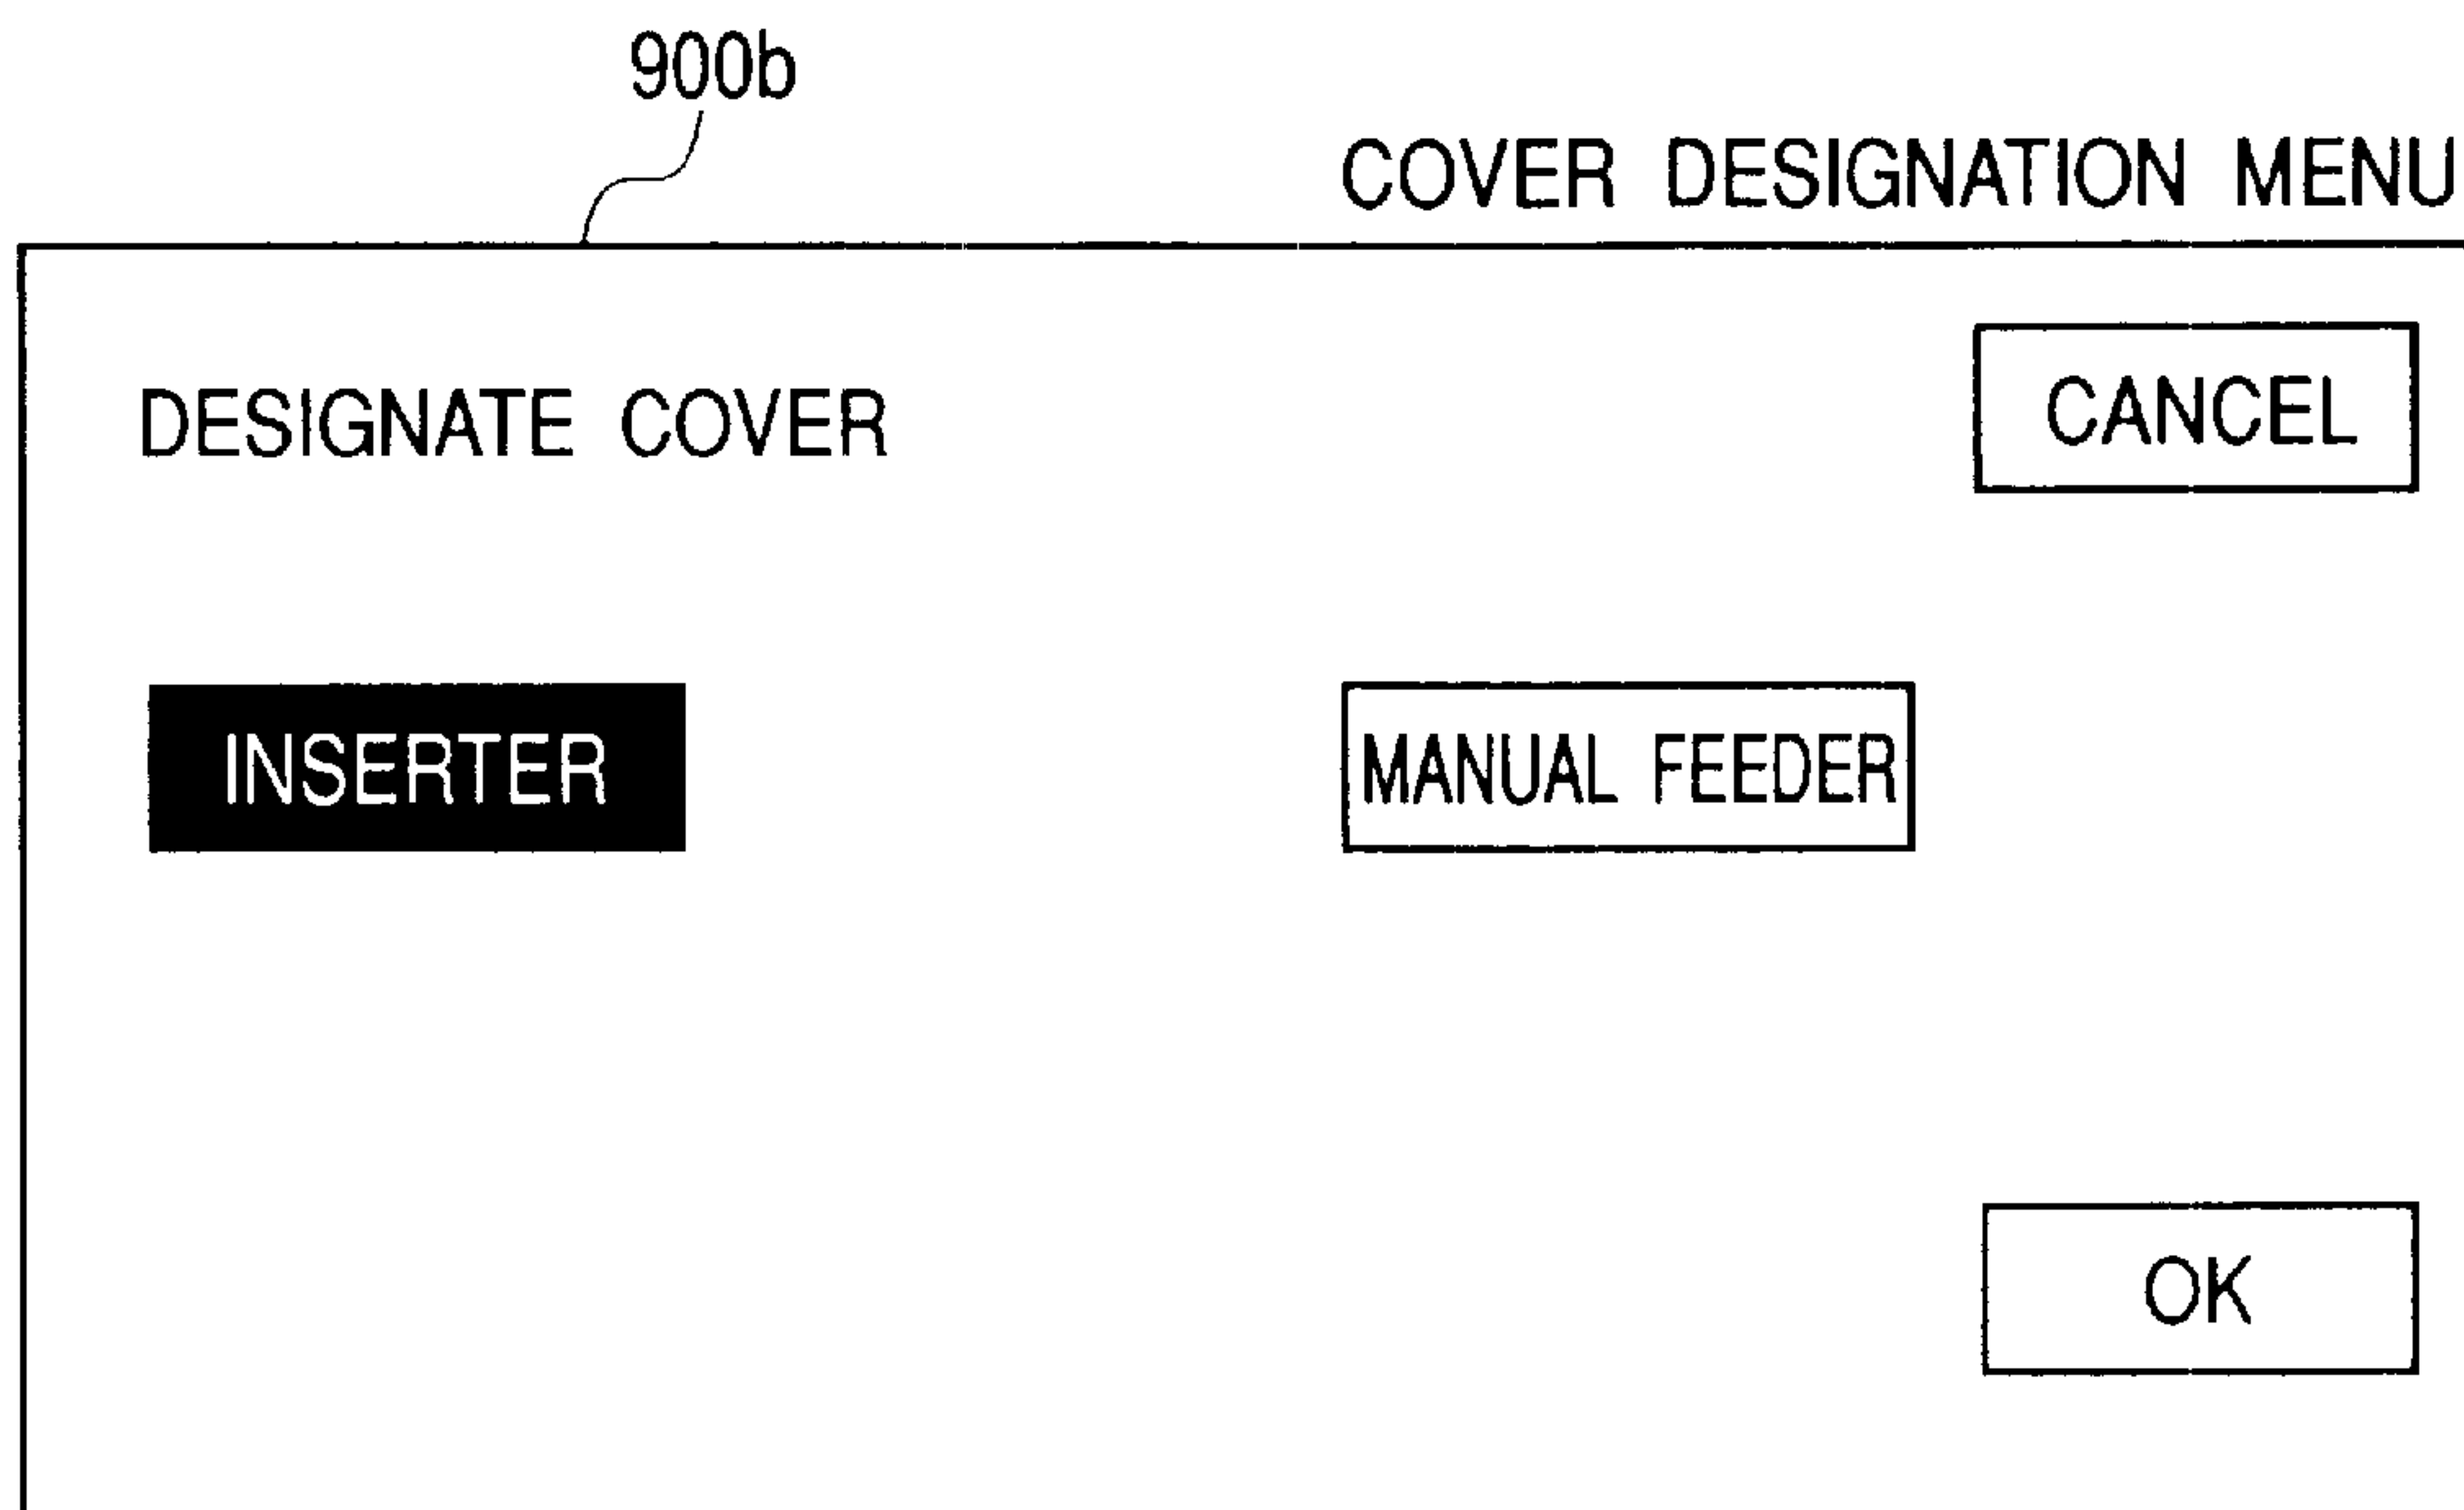 900b
COVER DESIGNATION MENU
DESIGNATE COVER
CANCEL
INSERTER
MANUAL FEEDER
OK